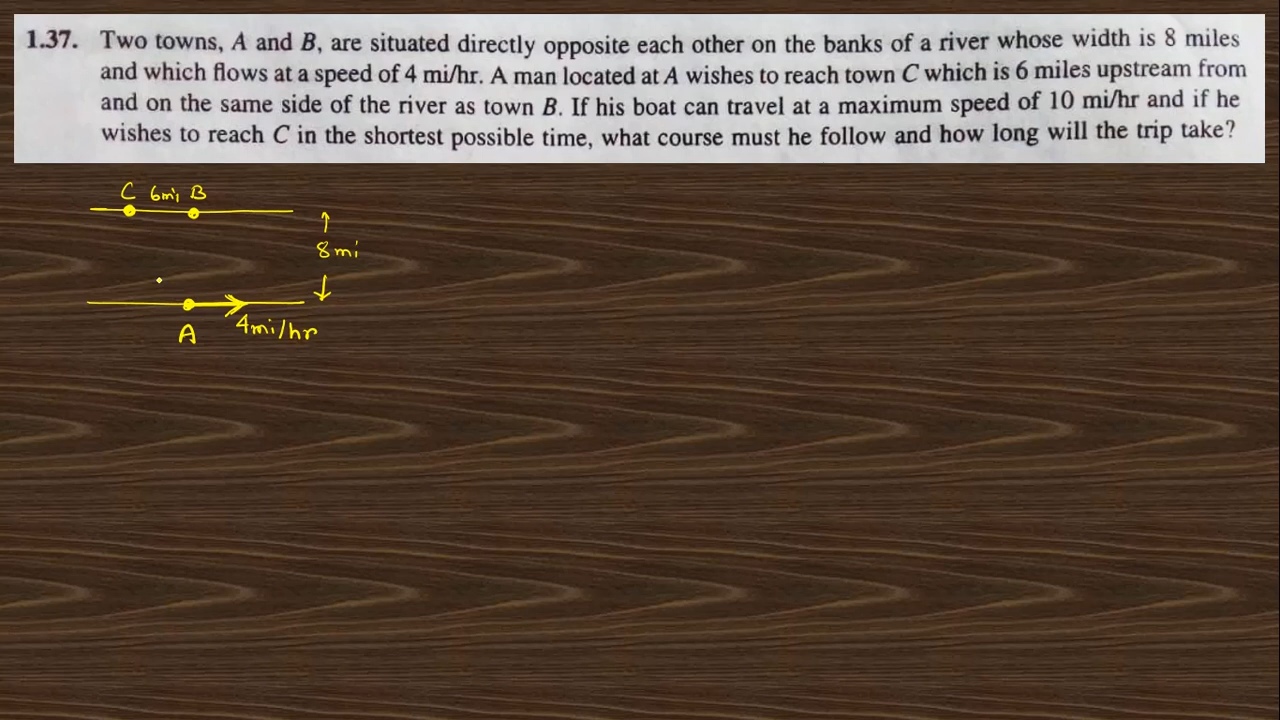 1.37. Two towns, A and B, are situated directly opposite each other on the banks of a river whose width is 8 miles
and which flows at a speed of 4 mi/hr. A man located at A wishes to reach town C which is 6 miles upstream from
and on the same side of the river as town B. If his boat can travel at a maximum speed of 10 mi/hr and if he
wishes to reach C in the shortest possible time, what course must he follow and how long will the trip take?
C 6mi B
8mi
A 4mi/hr